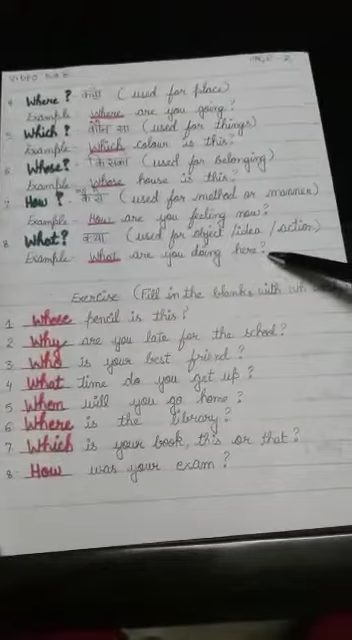 PAGE 2
4 Where? कहाँ (used for place)
Example - Where are you going?
5 Which? कौन सा (used for things)
Example - Which colour is this?
6 Whose? किसका (used for belonging)
Example - Whose house is this?
7 How? कैसे (used for method or manner)
Example - How are you feeling now?
8. What? क्या (used for object/idea/action)
Example - What are you doing here?
Exercise (Fill in the blanks with wh
1 Whose pencil is this?
2 Why are you late for the school?
3 Who is your best friend?
4 What time do you get up?
5 When will you go home?
6 Where is the library?
7 Which is your book, this or that?
8. How was your exam?